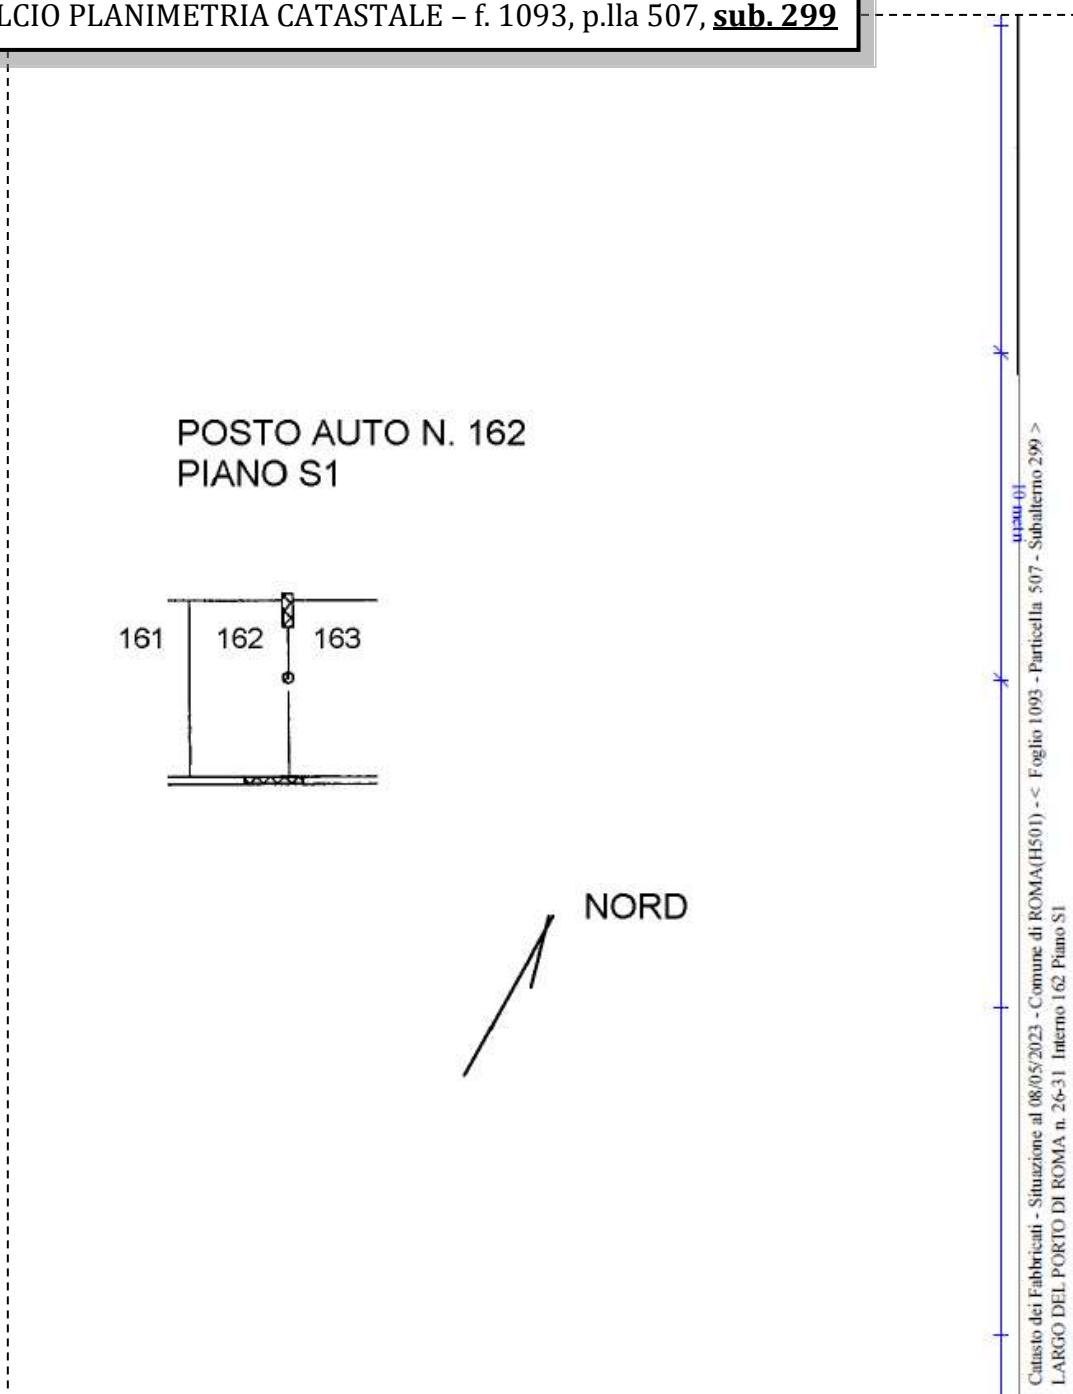 LCIO PLANIMETRIA CATASTALE – f. 1093, p.lla 507, sub. 299
POSTO AUTO N. 162
PIANO S1
161 162 163
NORD
10 metri
Catasto dei Fabbricati - Situazione al 08/05/2023 - Comune di ROMA(H501) - < Foglio 1093 - Particella 507 - Subalterno 299 >
LARGO DEL PORTO DI ROMA n. 26-31 Interno 162 Piano S1